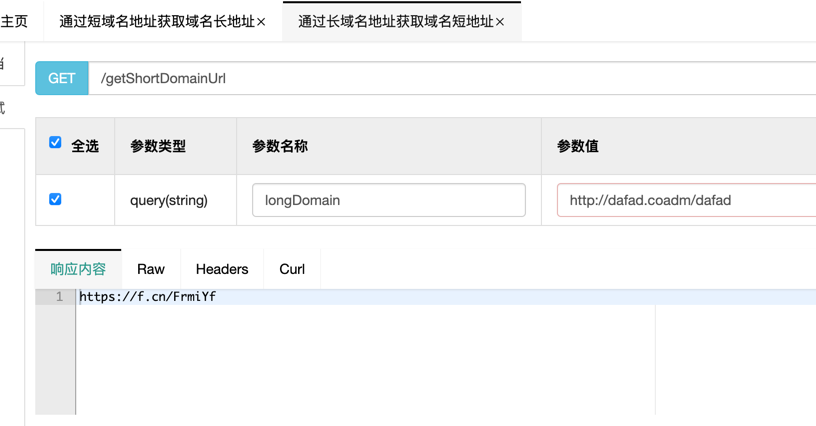 主页 通过短域名地址获取域名长地址× 通过长域名地址获取域名短地址×
GET /getShortDomainUrl
全选 参数类型 参数名称 参数值
query(string) longDomain http://dafad.coadm/dafad
响应内容 Raw Headers Curl
1 https://f.cn/FrmiYf